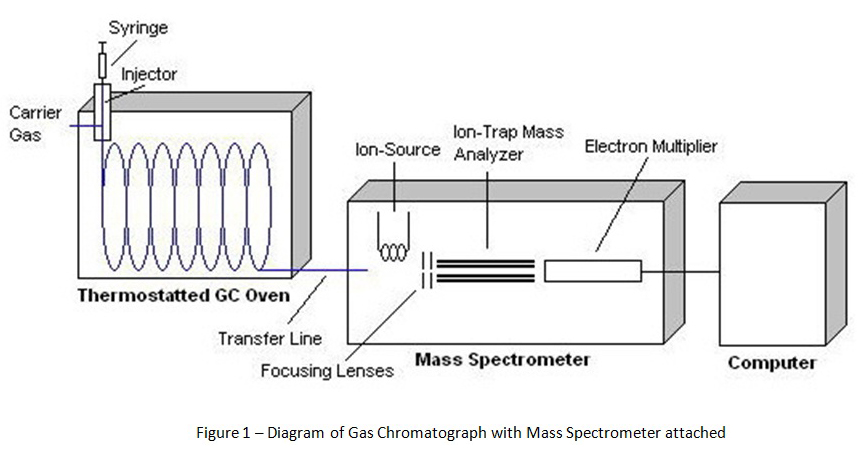 Syringe
Injector
Carrier
Gas
Ion-Source
Ion-Trap Mass
Analyzer
Electron Multiplier
Thermostatted GC Oven
Transfer Line
Focusing Lenses
Mass Spectrometer
Computer
Figure 1 – Diagram of Gas Chromatograph with Mass Spectrometer attached